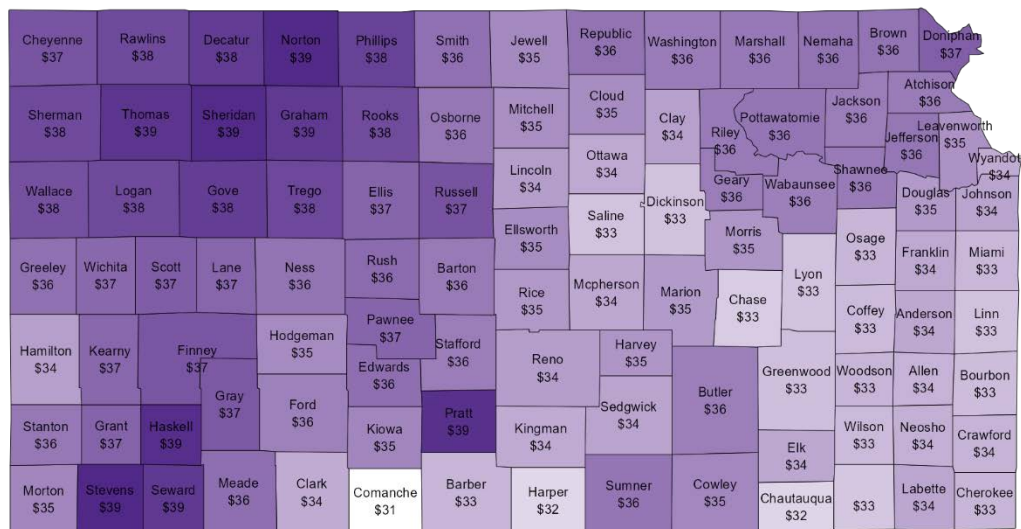 Cheyenne
$37
Rawlins
$38
Decatur
$38
Norton
$39
Phillips
$38
Smith
$36
Jewell
$35
Republic
$36
Washington
$36
Marshall
$36
Nemaha
$36
Brown
$36
Doniphan
$37
Sherman
$38
Thomas
$39
Sheridan
$39
Graham
$39
Rooks
$38
Osborne
$36
Mitchell
$35
Cloud
$35
Clay
$34
Riley
$36
Pottawatomie
$36
Jackson
$36
Atchison
$36
Jefferson
$36
Leavenworth
$35
Wyandot
$34
Wallace
$38
Logan
$38
Gove
$38
Trego
$38
Ellis
$37
Russell
$37
Lincoln
$34
Ottawa
$34
Saline
$33
Dickinson
$33
Geary
$36
Wabaunsee
$36
Shawnee
$36
Douglas
$35
Johnson
$34
Ellsworth
$35
Morris
$35
Osage
$33
Franklin
$34
Miami
$33
Greeley
$36
Wichita
$37
Scott
$37
Lane
$37
Ness
$36
Rush
$36
Barton
$36
Rice
$35
Mcpherson
$34
Marion
$35
Chase
$33
Lyon
$33
Coffey
$33
Anderson
$34
Linn
$33
Hamilton
$34
Kearny
$37
Finney
$37
Hodgeman
$35
Pawnee
$37
Stafford
$36
Edwards
$36
Reno
$34
Harvey
$35
Butler
$36
Greenwood
$33
Woodson
$33
Allen
$34
Bourbon
$33
Gray
$37
Ford
$36
Stanton
$36
Grant
$37
Haskell
$39
Kiowa
$35
Pratt
$39
Kingman
$34
Sedgwick
$34
Elk
$34
Wilson
$33
Neosho
$34
Crawford
$34
Morton
$35
Stevens
$39
Seward
$39
Meade
$36
Clark
$34
Comanche
$31
Barber
$33
Harper
$32
Sumner
$36
Cowley
$35
Chautauqua
$32
$33
Labette
$34
Cherokee
$33